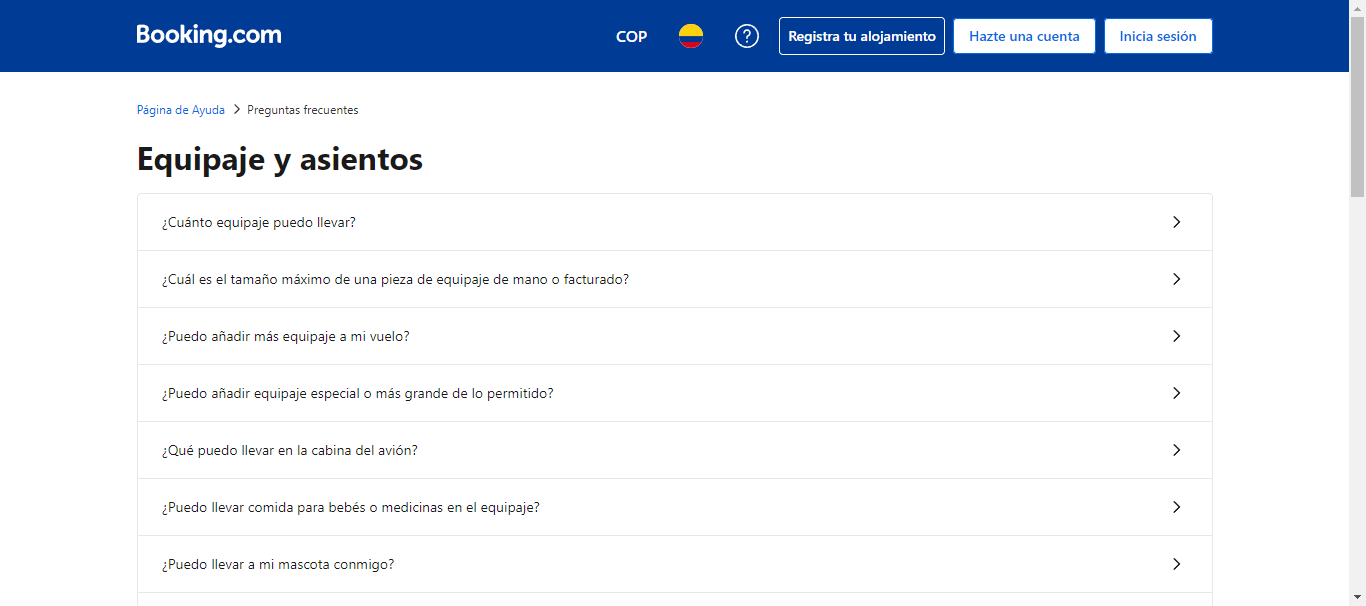 Booking.com
COP
Registra tu alojamiento
Hazte una cuenta
Inicia sesión
Página de Ayuda
Preguntas frecuentes
Equipaje y asientos
¿Cuánto equipaje puedo llevar?
¿Cuál es el tamaño máximo de una pieza de equipaje de mano o facturado?
¿Puedo añadir más equipaje a mi vuelo?
¿Puedo añadir equipaje especial o más grande de lo permitido?
¿Qué puedo llevar en la cabina del avión?
¿Puedo llevar comida para bebés o medicinas en el equipaje?
¿Puedo llevar a mi mascota conmigo?